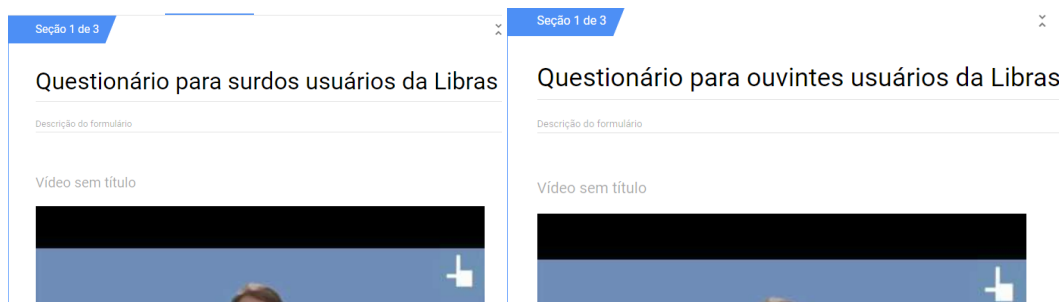 Seção 1 de 3
Questionário para surdos usuários da Libras
Descrição do formulário
Vídeo sem título
Seção 1 de 3
Questionário para ouvintes usuários da Libras
Descrição do formulário
Vídeo sem título